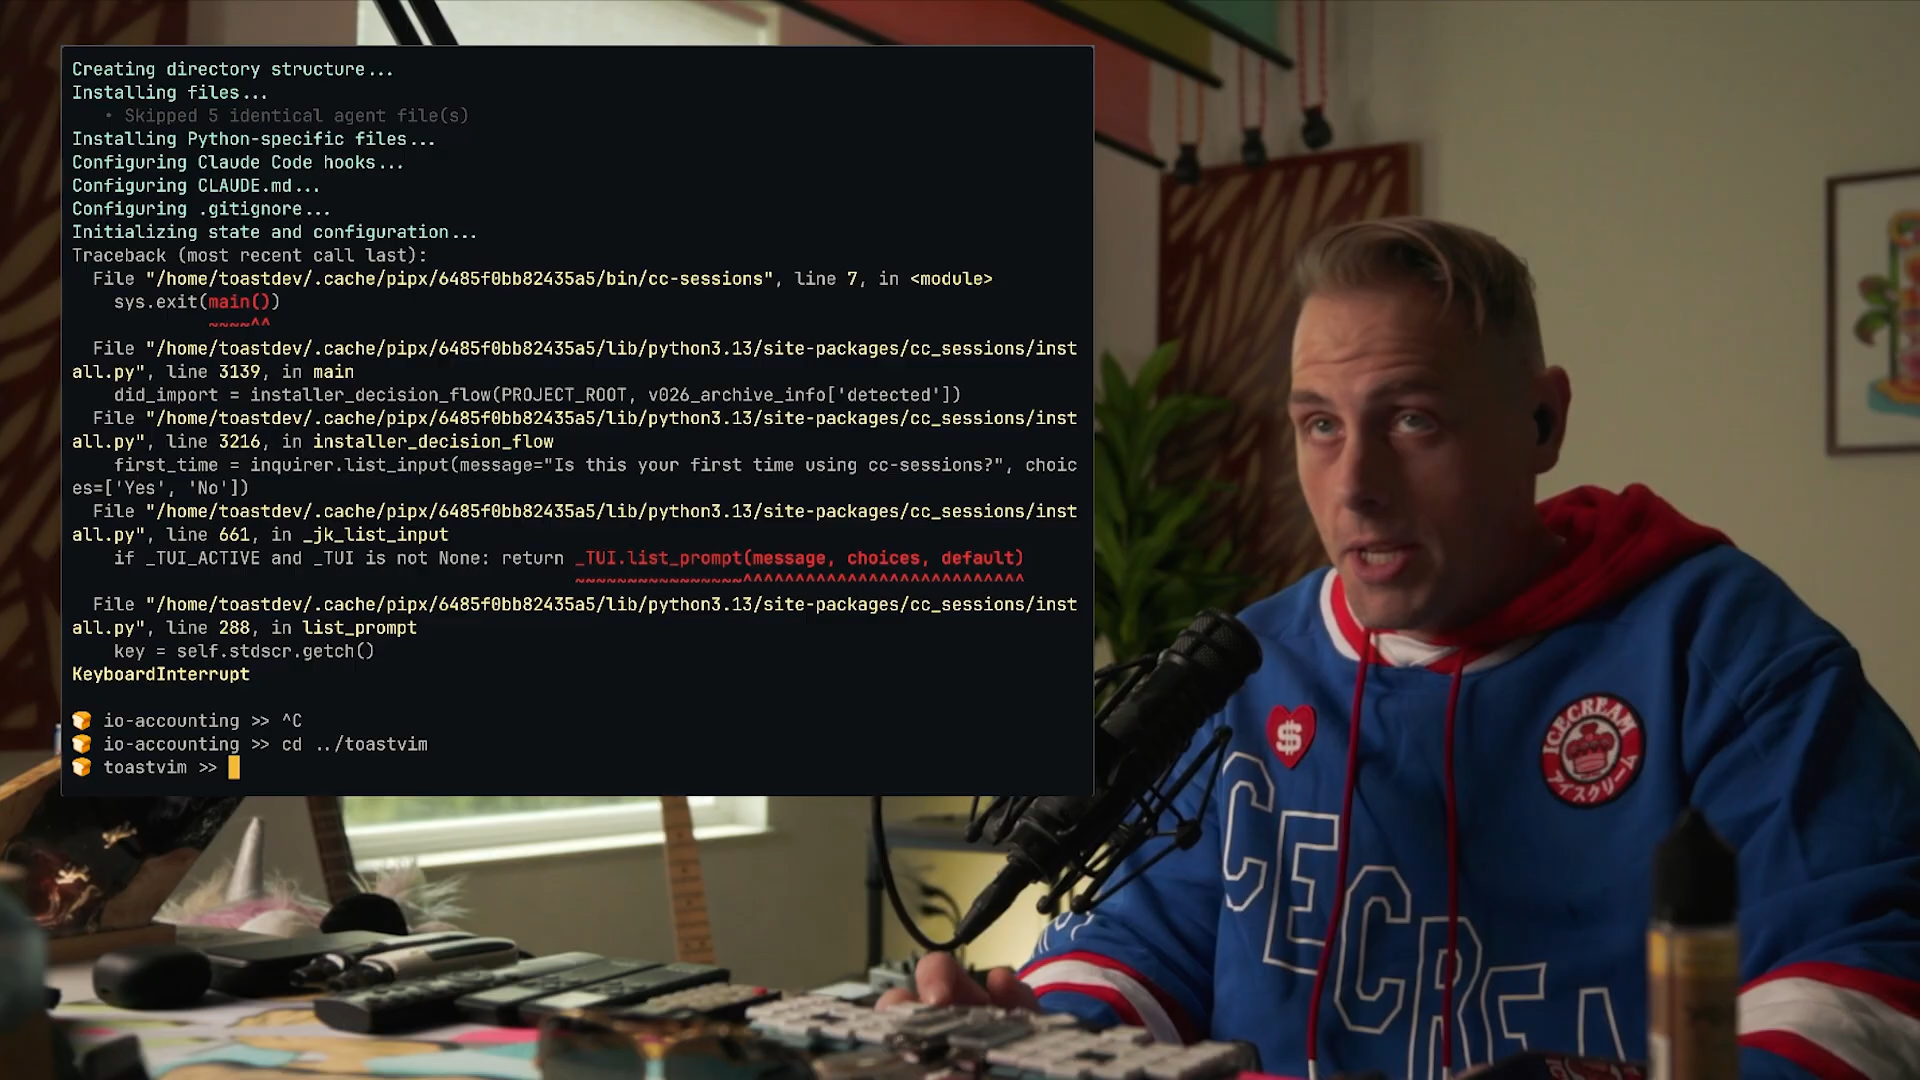 Creating directory structure...
Installing files...
• Skipped 5 identical agent file(s)
Installing Python-specific files...
Configuring Claude Code hooks...
Configuring CLAUDE.md...
Configuring .gitignore...
Initializing state and configuration...
Traceback (most recent call last):
File "/home/toastdev/.cache/pipx/6485f0bb82435a5/bin/cc-sessions", line 7, in <module>
sys.exit(main())
~~~~^^
File "/home/toastdev/.cache/pipx/6485f0bb82435a5/lib/python3.13/site-packages/cc_sessions/inst
all.py", line 3139, in main
did_import = installer_decision_flow(PROJECT_ROOT, v026_archive_info['detected'])
File "/home/toastdev/.cache/pipx/6485f0bb82435a5/lib/python3.13/site-packages/cc_sessions/inst
all.py", line 3216, in installer_decision_flow
first_time = inquirer.list_input(message="Is this your first time using cc-sessions?", choic
es=['Yes', 'No'])
File "/home/toastdev/.cache/pipx/6485f0bb82435a5/lib/python3.13/site-packages/cc_sessions/inst
all.py", line 661, in _jk_list_input
if _TUI_ACTIVE and _TUI is not None: return _TUI.list_prompt(message, choices, default)
~~~~~~~~~~~~~~~~^^^^^^^^^^^^^^^^^^^^^^^^^^^
File "/home/toastdev/.cache/pipx/6485f0bb82435a5/lib/python3.13/site-packages/cc_sessions/inst
all.py", line 288, in list_prompt
key = self.stdscr.getch()
KeyboardInterrupt
io-accounting >> ^C
io-accounting >> cd ../toastvim
toastvim >>
$
ICECREAM
アイスクリーム
CECREA